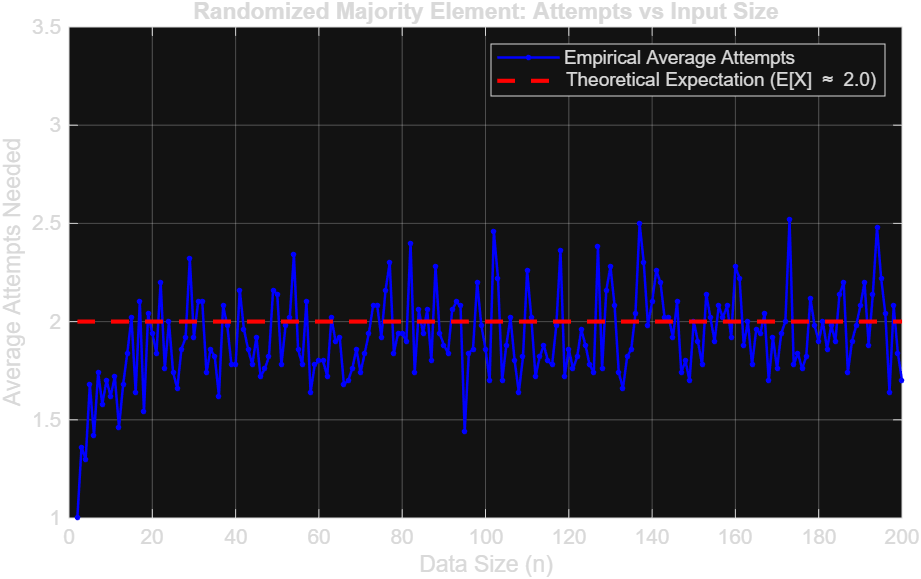 Randomized Majority Element: Attempts vs Input Size
Empirical Average Attempts
Theoretical Expectation (E[X] ≈ 2.0)
Average Attempts Needed
3.5
3
2.5
2
1.5
1
0 20 40 60 80 100 120 140 160 180 200
Data Size (n)